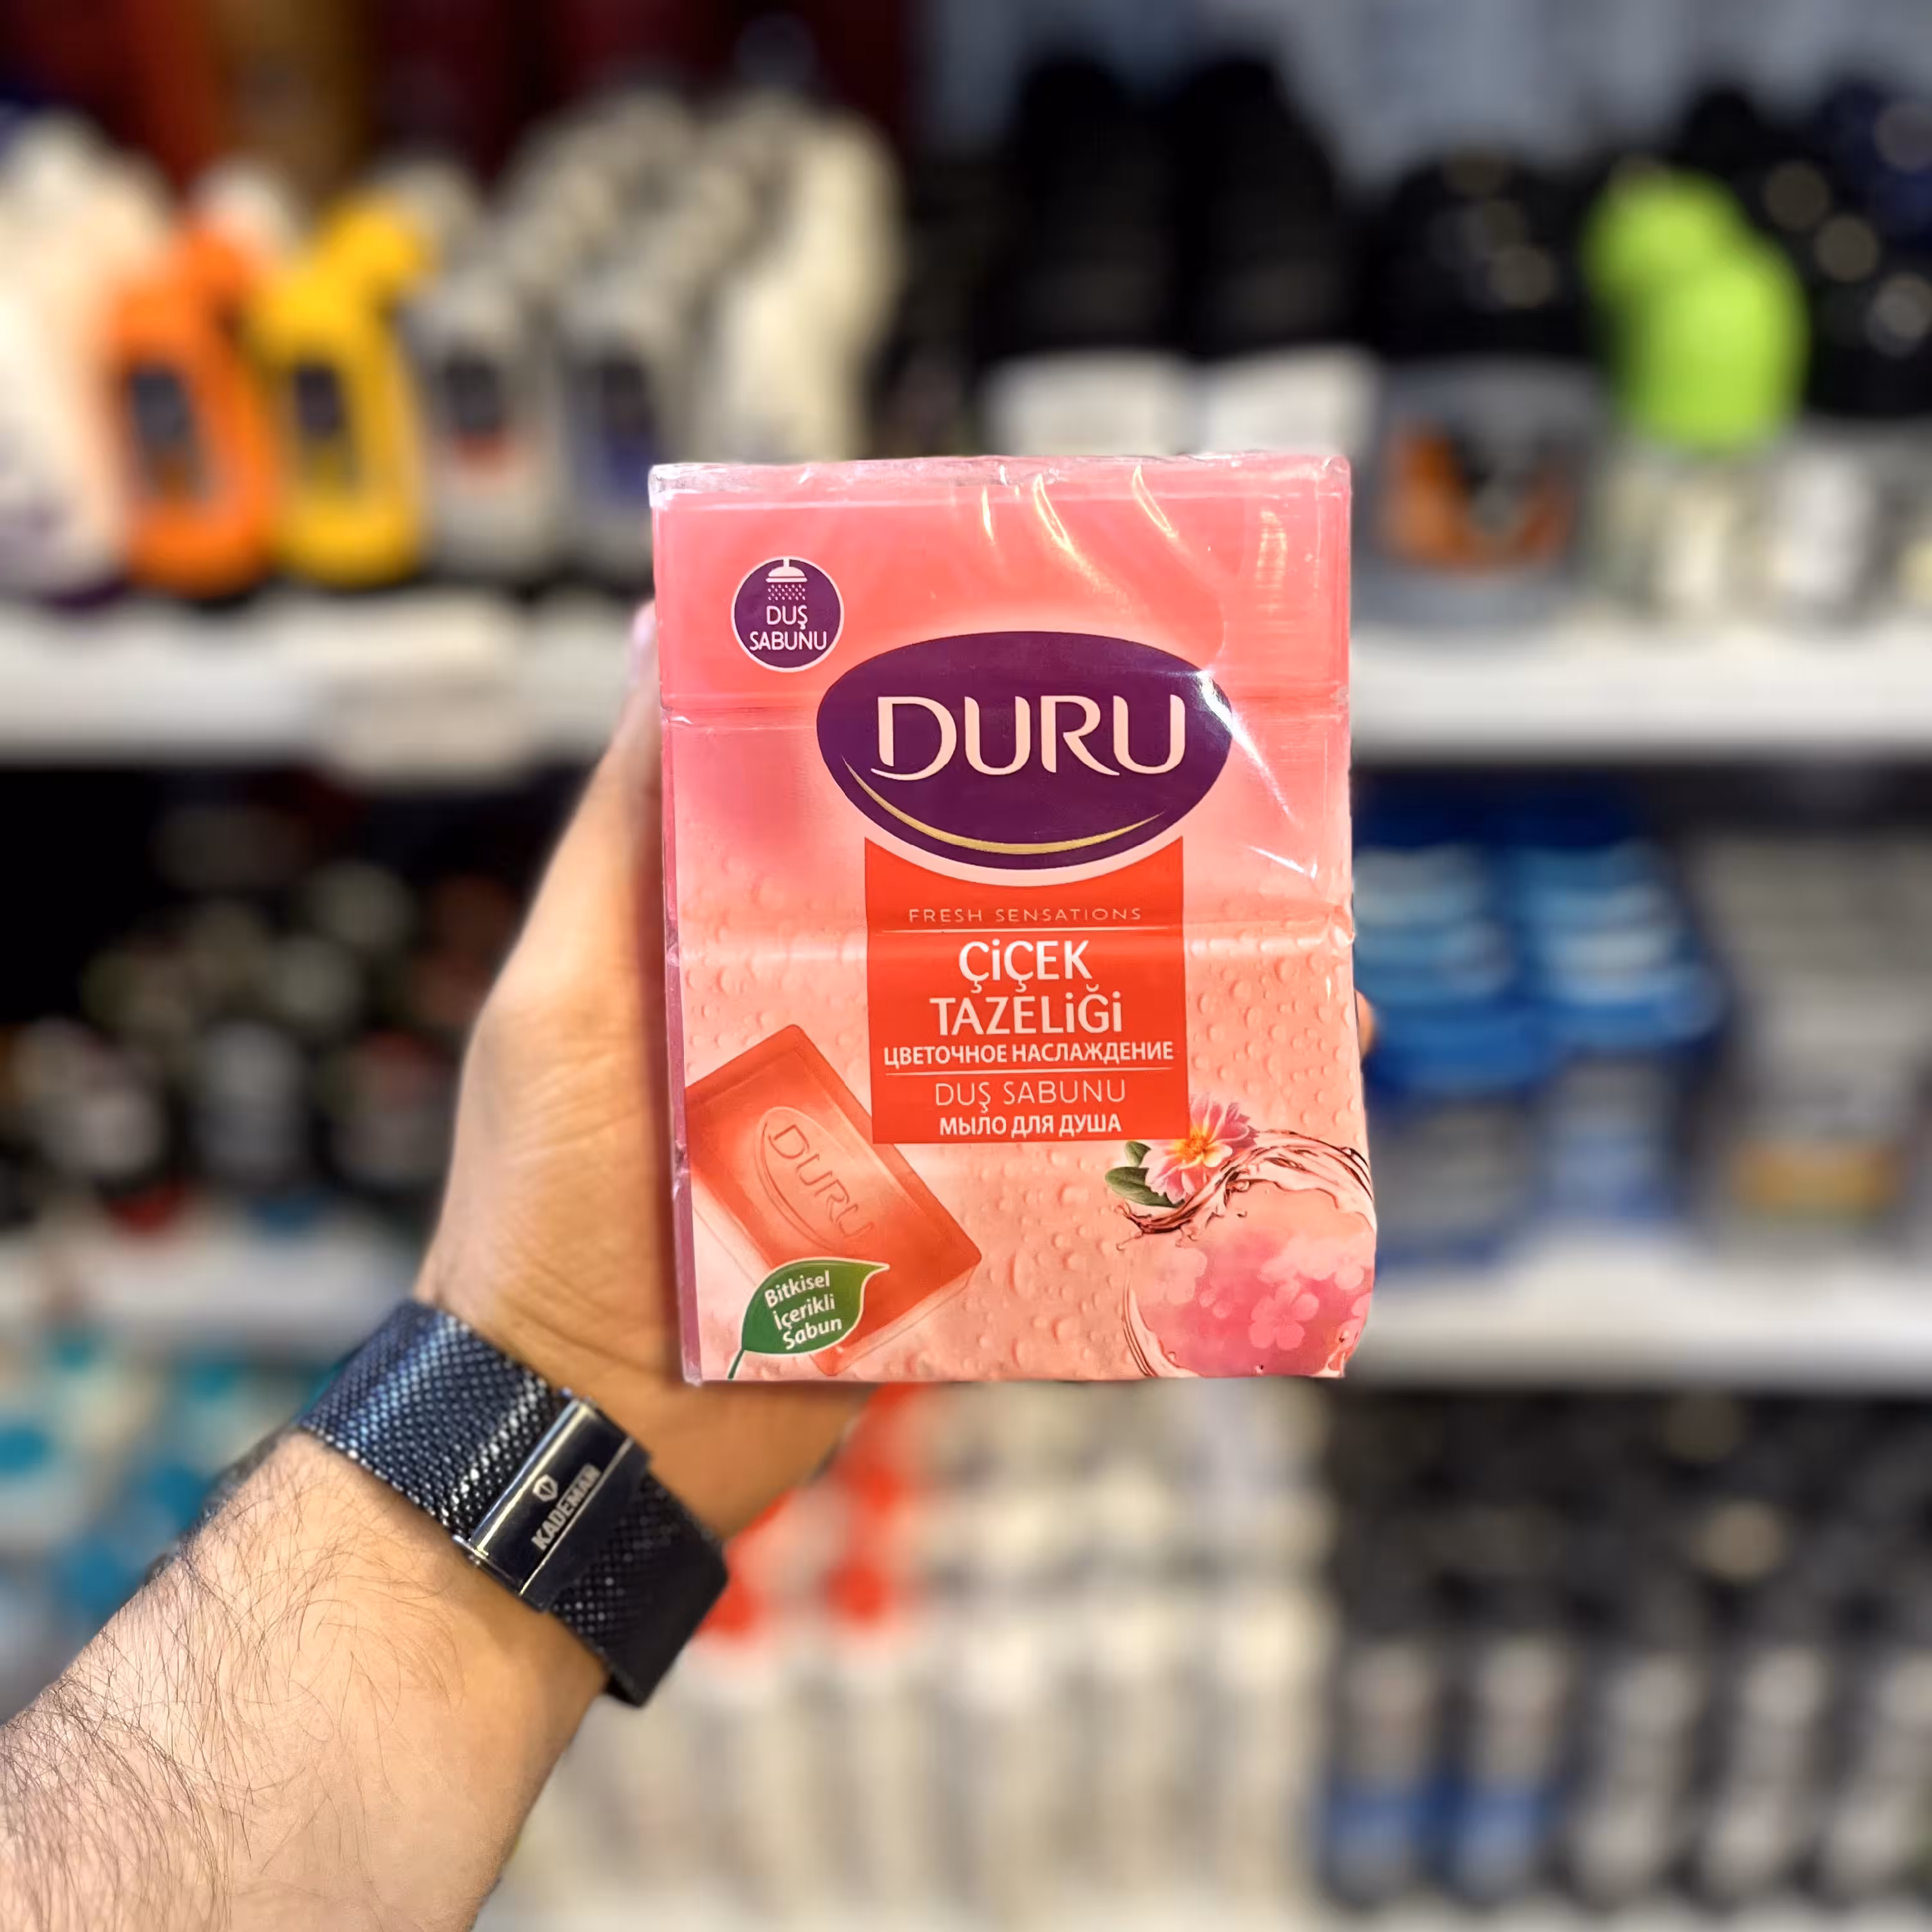 DUŞ
SABUNU
DURU
FRESH SENSATIONS
ÇİÇEK
TAZELİĞİ
ЦВЕТОЧНОЕ НАСЛАЖДЕНИЕ
DUŞ SABUNU
МЫЛО ДЛЯ ДУША
DURU
Bitkisel
İçerikli
Sabun
KADEMAN